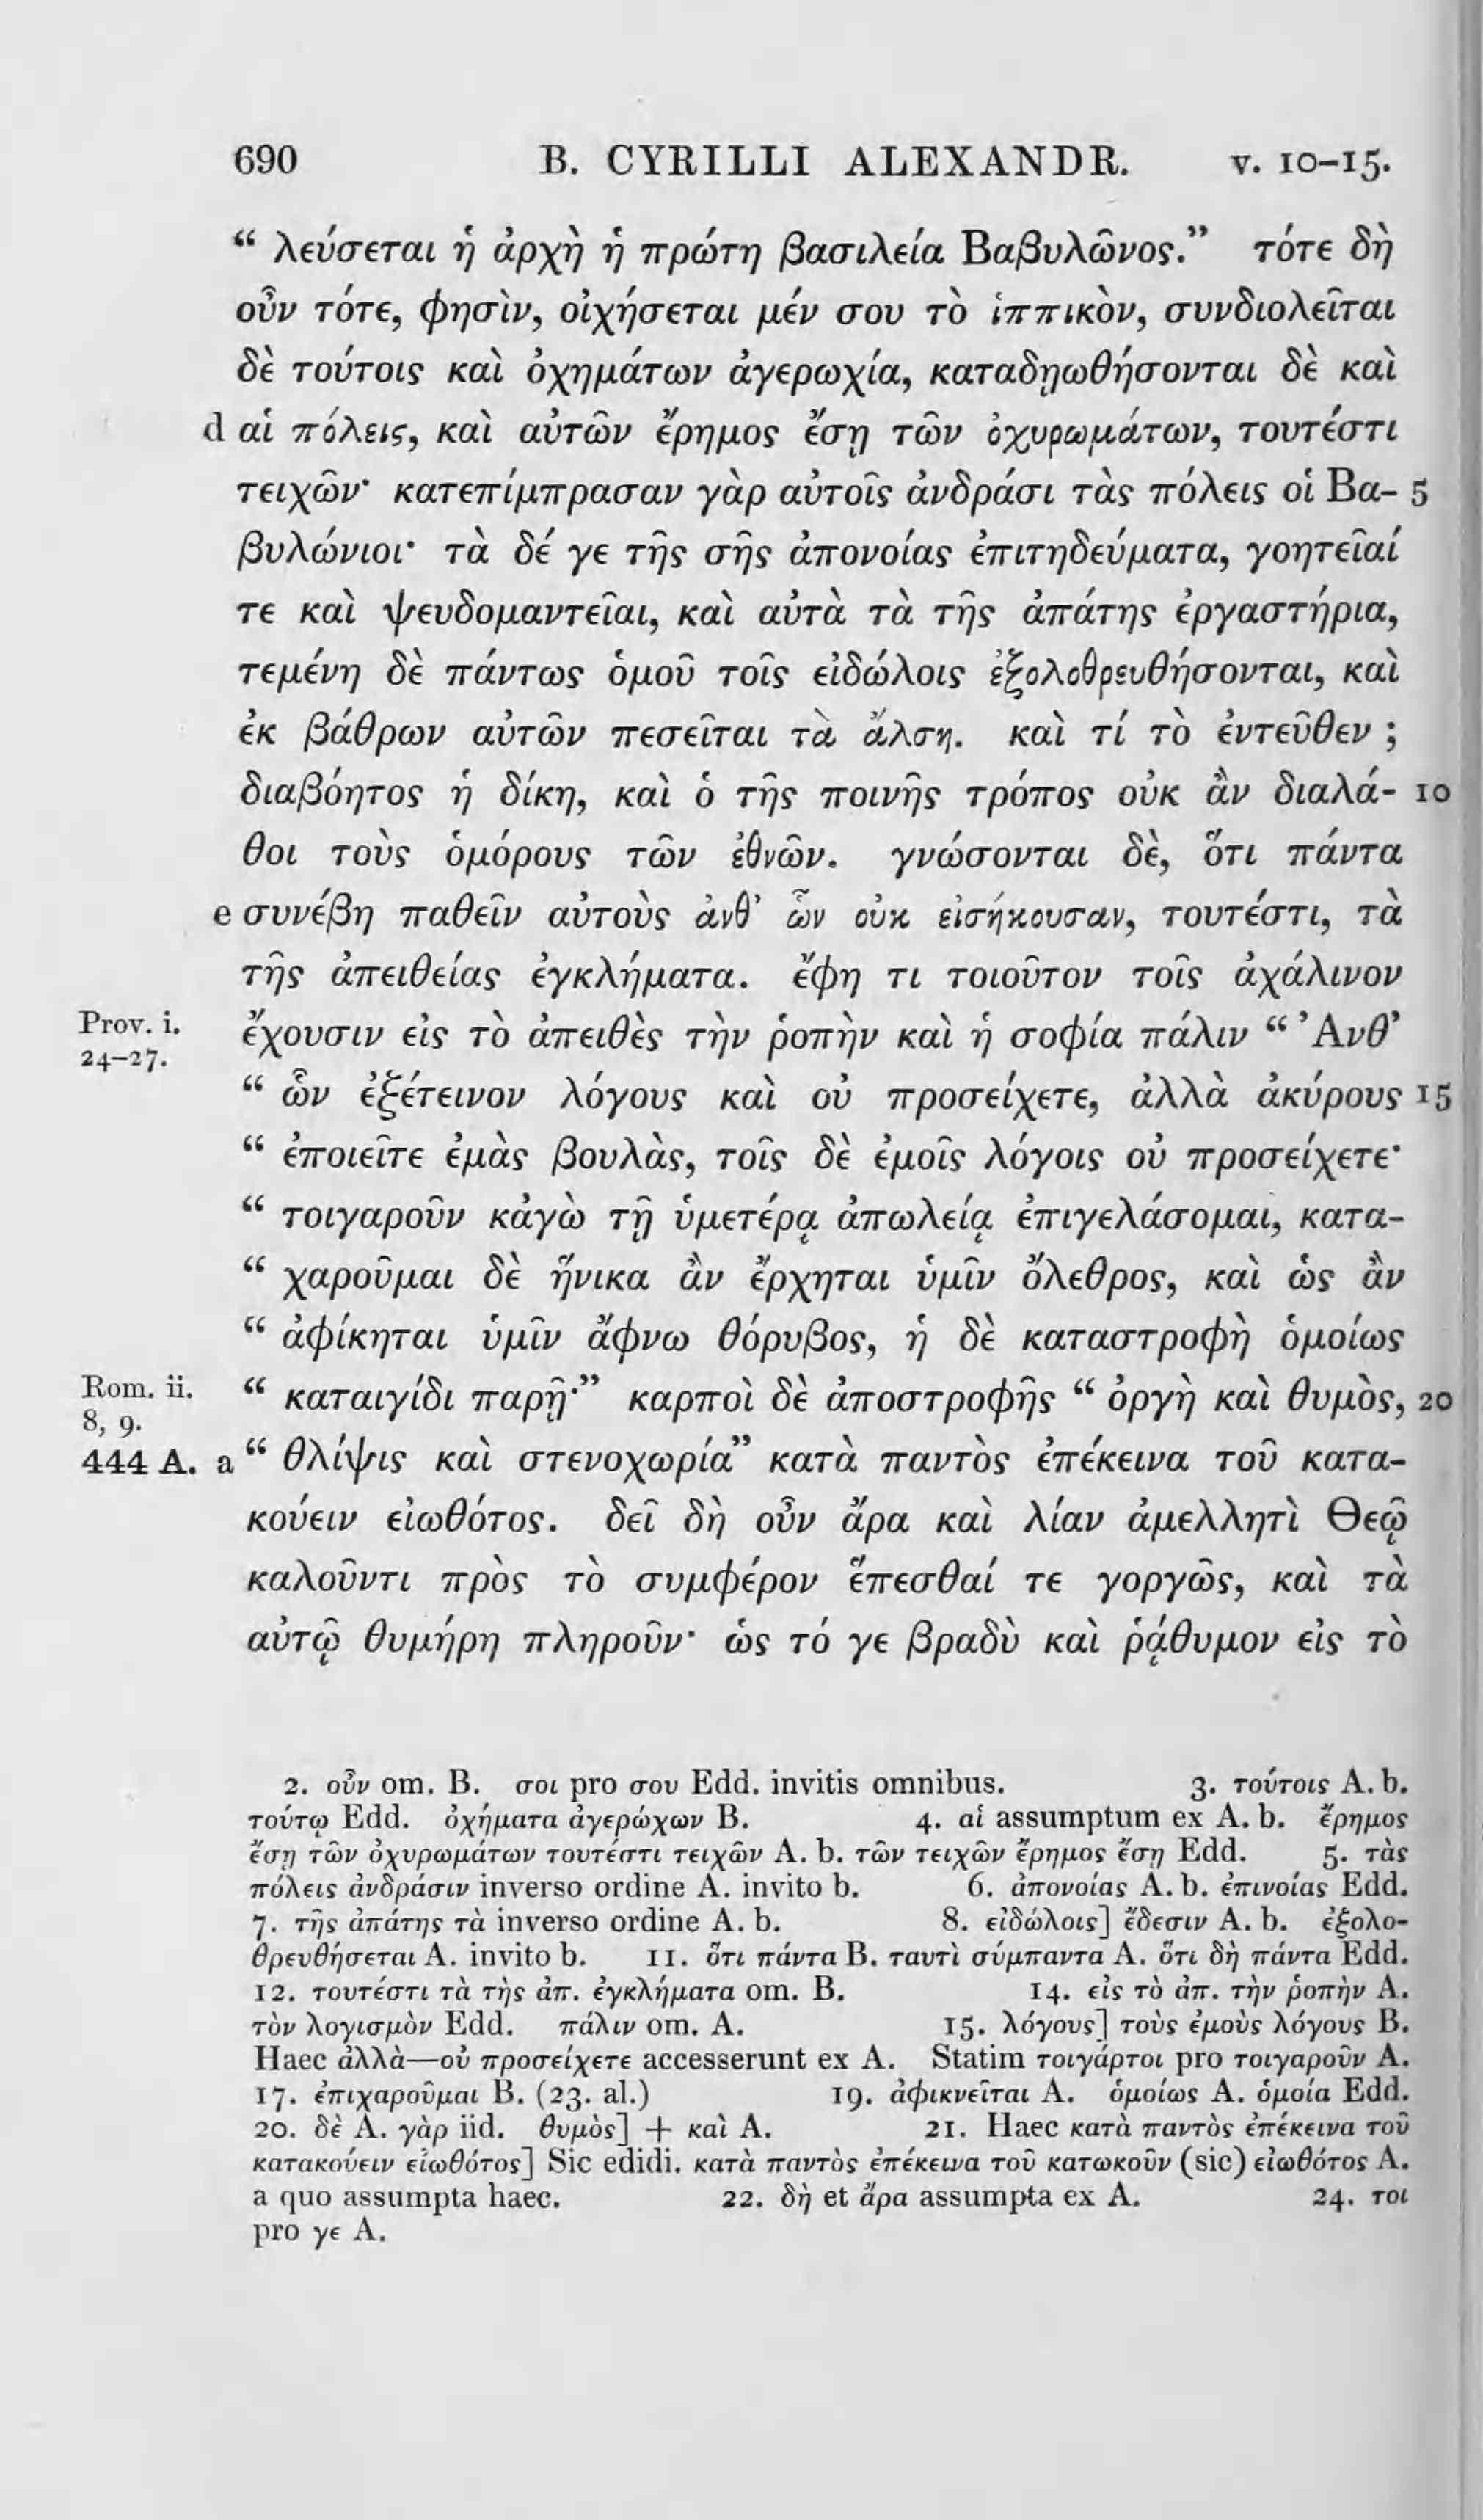 690 B. CYRILLI ALEXANDR. v. 10–15.
“ λεύσεται ἡ ἀρχὴ ἡ πρώτη βασιλεία Βαβυλῶνος.” τότε δὴ
οὖν τότε, φησὶν, οἰχήσεται μέν σου τὸ ἱππικὸν, συνδιολεῖται
δὲ τούτοις καὶ ὀχημάτων ἀγερωχία, καταδῃωθήσονται δὲ καὶ
d αἱ πόλεις, καὶ αὐτῶν ἔρημος ἔσῃ τῶν ὀχυρωμάτων, τουτέστι
τειχῶν· κατεπίμπρασαν γὰρ αὐτοῖς ἀνδράσι τὰς πόλεις οἱ Βα- 5
βυλώνιοι· τὰ δέ γε τῆς σῆς ἀπονοίας ἐπιτηδεύματα, γοητεῖαί
τε καὶ ψευδομαντεῖαι, καὶ αὐτὰ τὰ τῆς ἀπάτης ἐργαστήρια,
τεμένη δὲ πάντως ὁμοῦ τοῖς εἰδώλοις ἐξολοθρευθήσονται, καὶ
ἐκ βάθρων αὐτῶν πεσεῖται τὰ ἄλση. καὶ τί τὸ ἐντεῦθεν ;
διαβόητος ἡ δίκη, καὶ ὁ τῆς ποινῆς τρόπος οὐκ ἂν διαλά- 10
θοι τοὺς ὁμόρους τῶν ἐθνῶν. γνώσονται δὲ, ὅτι πάντα
e συνέβη παθεῖν αὐτοὺς ἀνθ’ ὧν οὐκ εἰσήκουσαν, τουτέστι, τὰ
τῆς ἀπειθείας ἐγκλήματα. ἔφη τι τοιοῦτον τοῖς ἀχάλινον
Prov. i. 24–27. ἔχουσιν εἰς τὸ ἀπειθὲς τὴν ῥοπὴν καὶ ἡ σοφία πάλιν “ Ἀνθ’
“ ὧν ἐξέτεινον λόγους καὶ οὐ προσείχετε, ἀλλὰ ἀκύρους 15
“ ἐποιεῖτε ἐμὰς βουλὰς, τοῖς δὲ ἐμοῖς λόγοις οὐ προσείχετε·
“ τοιγαροῦν κἀγὼ τῇ ὑμετέρᾳ ἀπωλείᾳ ἐπιγελάσομαι, κατα-
“ χαροῦμαι δὲ ἥνικα ἂν ἔρχηται ὑμῖν ὄλεθρος, καὶ ὡς ἂν
“ ἀφίκηται ὑμῖν ἄφνω θόρυβος, ἡ δὲ καταστροφὴ ὁμοίως
Rom. ii. 8, 9. “ καταιγίδι παρῇ·” καρποὶ δὲ ἀποστροφῆς “ ὀργὴ καὶ θυμὸς, 20
444 A. a “ θλίψις καὶ στενοχωρία” κατὰ παντὸς ἐπέκεινα τοῦ κατα-
κούειν εἰωθότος. δεῖ δὴ οὖν ἄρα καὶ λίαν ἀμελλητὶ Θεῷ
καλοῦντι πρὸς τὸ συμφέρον ἕπεσθαί τε γοργῶς, καὶ τὰ
αὐτῷ θυμήρη πληροῦν· ὡς τό γε βραδὺ καὶ ῥᾴθυμον εἰς τὸ
2. οὖν om. B. σοι pro σου Edd. invitis omnibus. 3. τούτοις A. b.
τούτῳ Edd. ὀχήματα ἀγερώχων B. 4. αἱ assumptum ex A. b. ἔρημος
ἔσῃ τῶν ὀχυρωμάτων τουτέστι τειχῶν A. b. τῶν τειχῶν ἔρημος ἔσῃ Edd. 5. τὰς
πόλεις ἀνδράσιν inverso ordine A. invito b. 6. ἀπονοίας A. b. ἐπινοίας Edd.
7. τῆς ἀπάτης τὰ inverso ordine A. b. 8. εἰδώλοις] ἕδεσιν A. b. ἐξολο-
θρευθήσεται A. invito b. 11. ὅτι πάντα B. ταυτὶ σύμπαντα A. ὅτι δὴ πάντα Edd.
12. τουτέστι τὰ τῆς ἀπ. ἐγκλήματα om. B. 14. εἰς τὸ ἀπ. τὴν ῥοπὴν A.
τὸν λογισμὸν Edd. πάλιν om. A. 15. λόγους] τοὺς ἐμοὺς λόγους B.
Haec ἀλλὰ—οὐ προσείχετε accesserunt ex A. Statim τοιγάρτοι pro τοιγαροῦν A.
17. ἐπιχαροῦμαι B. (23. al.) 19. ἀφικνεῖται A. ὁμοίως A. ὁμοία Edd.
20. δὲ A. γὰρ iid. θυμὸς] + καὶ A. 21. Haec κατὰ παντὸς ἐπέκεινα τοῦ
κατακούειν εἰωθότος] Sic edidi. κατὰ παντὸς ἐπέκεινα τοῦ κατωκοῦν (sic) εἰωθότος A.
a quo assumpta haec. 22. δὴ et ἄρα assumpta ex A. 24. τοι
pro γε A.